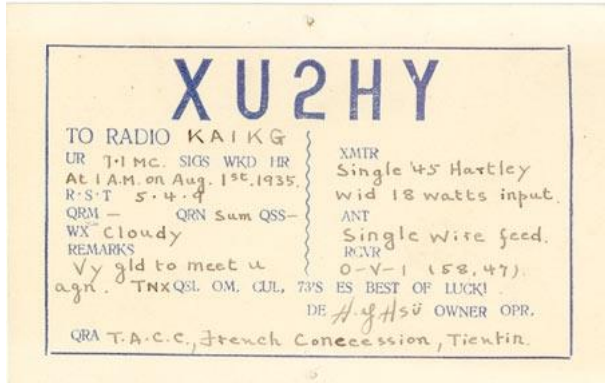 XU2HY
TO RADIO KA1KG
UR 7.1 MC. SIGS WKD HR
At 1 A.M. on Aug. 1st. 1935.
R·S·T 5·4·9
QRM — QRN Sum QSS—
WX Cloudy
REMARKS
Vy gld to meet u
agn. TNX QSL OM, CUL, 73'S ES BEST OF LUCK!
XMTR
Single '45 Hartley
wid 18 watts input.
ANT
Single wire feed.
RCVR
O-V-1 (58, 47).
DE H.Y Hsü OWNER OPR.
QRA T.A.C.C., French Concecession, Tientin.